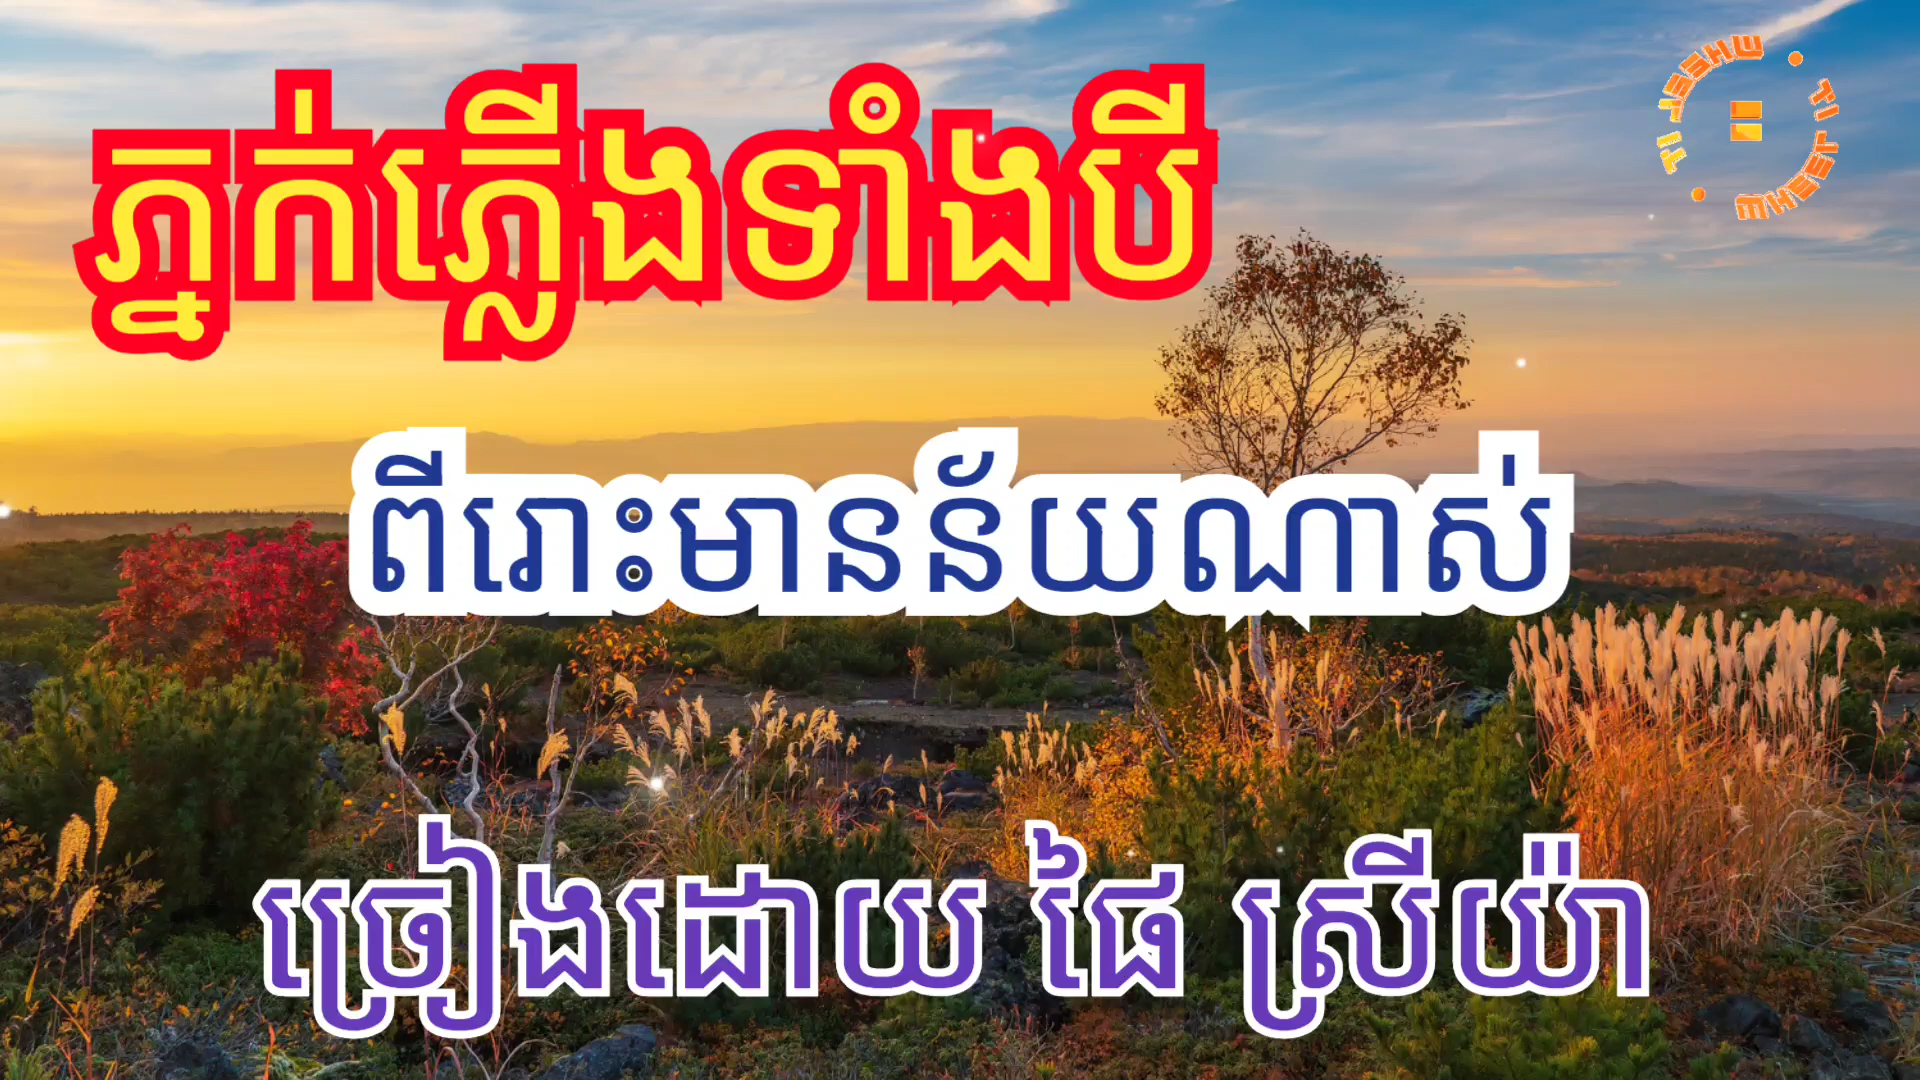 ភ្នក់ភ្លើងទាំងបី
ពីរោះមានន័យណាស់
ច្រៀងដោយ ផៃ ស្រីយ៉ា